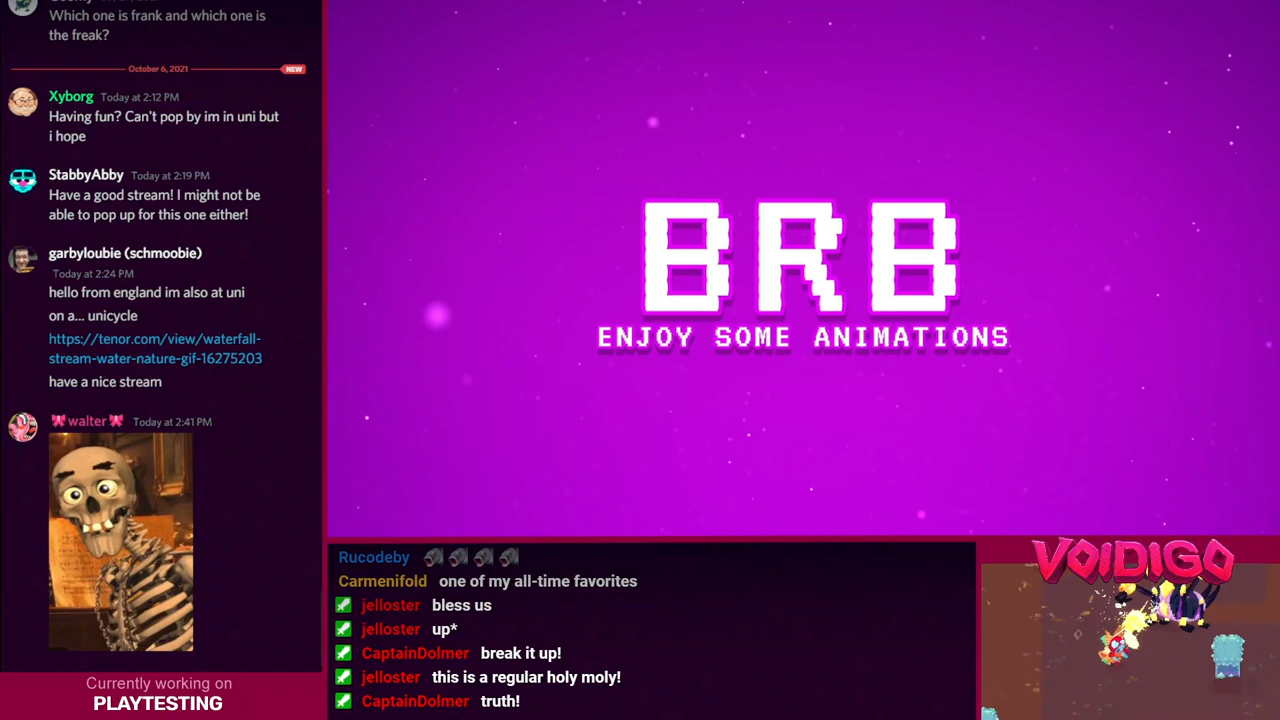 Which one is frank and which one is
the freak?
October 6, 2021
NEW
Xyborg Today at 2:12 PM
Having fun? Can't pop by im in uni but
i hope
StabbyAbby Today at 2:19 PM
Have a good stream! I might not be
able to pop up for this one either!
garbyloubie (schmoobie)
Today at 2:24 PM
hello from england im also at uni
on a... unicycle
https://tenor.com/view/waterfall-
stream-water-nature-gif-16275203
have a nice stream
walter Today at 2:41 PM
Currently working on
PLAYTESTING
BRB
ENJOY SOME ANIMATIONS
Rucodeby
Carmenifold one of my all-time favorites
jelloster bless us
jelloster up*
CaptainDolmer break it up!
jelloster this is a regular holy moly!
CaptainDolmer truth!
VOIDIGO